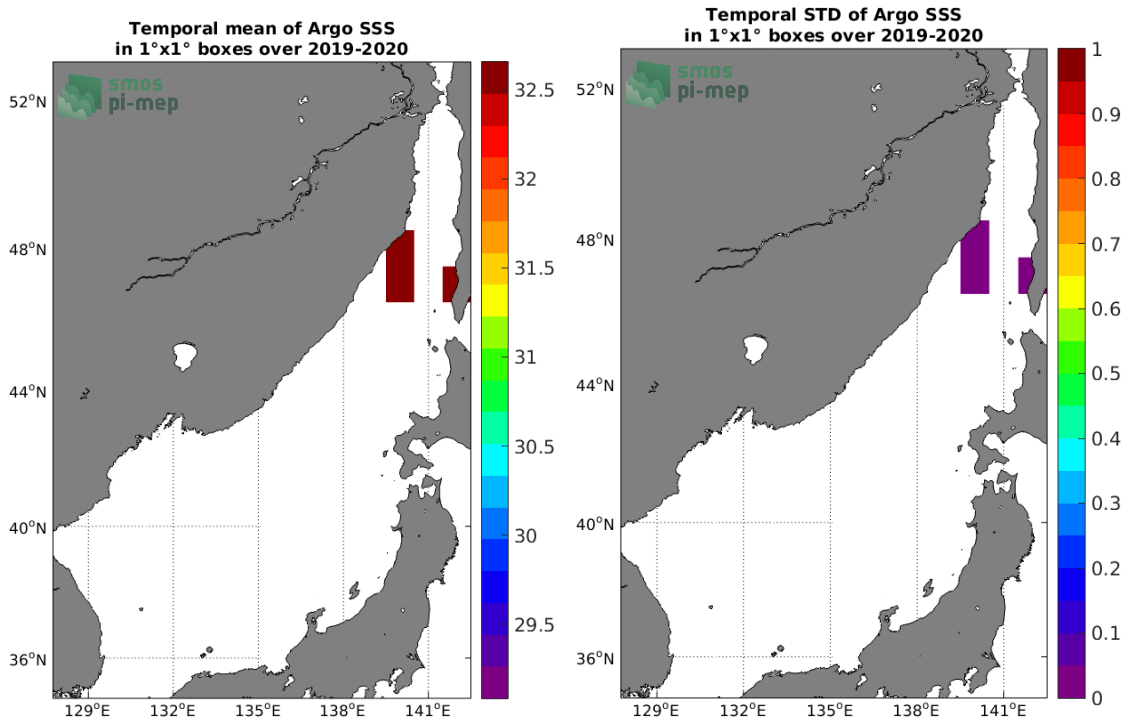 Temporal mean of Argo SSS
in 1°x1° boxes over 2019-2020
smos
pi-mep
52°N
48°N
44°N
40°N
36°N
129°E
132°E
135°E
138°E
141°E
32.5
32
31.5
31
30.5
30
29.5
Temporal STD of Argo SSS
in 1°x1° boxes over 2019-2020
smos
pi-mep
52°N
48°N
44°N
40°N
36°N
129°E
132°E
135°E
138°E
141°E
1
0.9
0.8
0.7
0.6
0.5
0.4
0.3
0.2
0.1
0